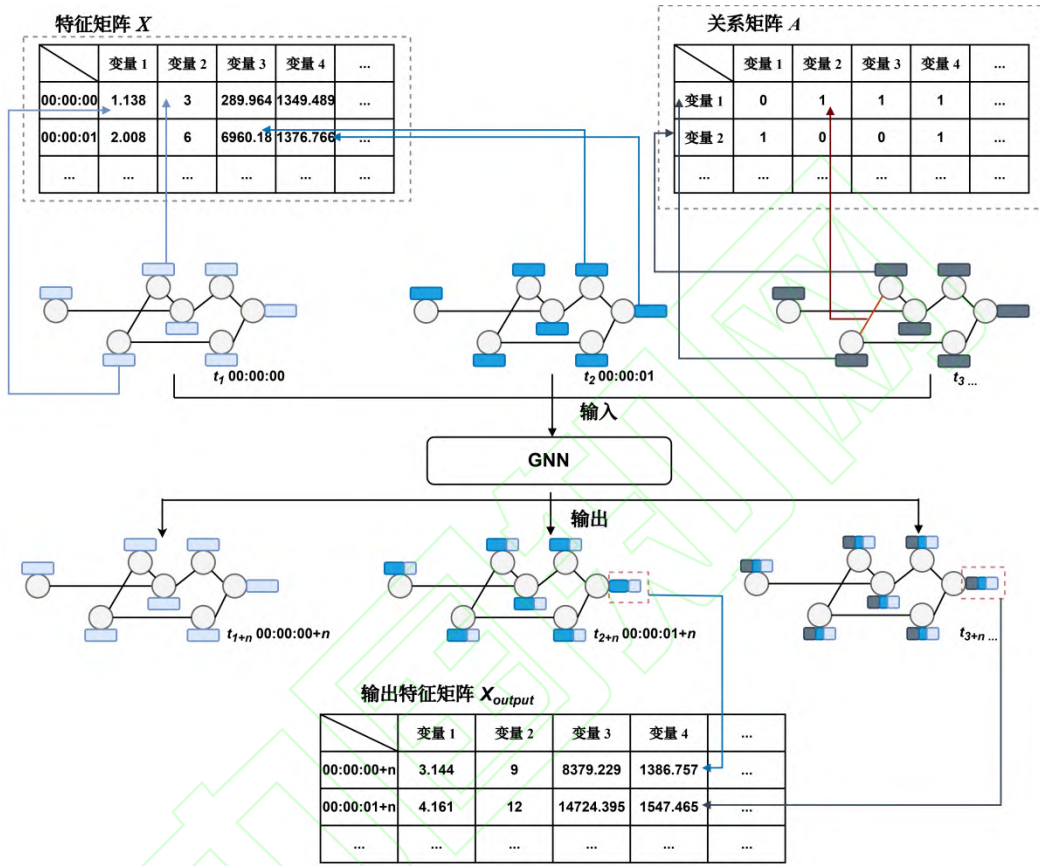 特征矩阵 X
变量 1 变量 2 变量 3 变量 4 ...
00:00:00 1.138 3 289.964 1349.489 ...
00:00:01 2.008 6 6960.18 1376.766 ...
... ... ... ... ... ...
关系矩阵 A
变量 1 变量 2 变量 3 变量 4
变量 1 0 1 1 1 ...
变量 2 1 0 0 1 ...
... ... ... ... ... ...
t1 00:00:00
t2 00:00:01
t3 ...
输入
GNN
输出
t1+n 00:00:00+n
t2+n 00:00:01+n
t3+n ...
输出特征矩阵 Xoutput
变量 1 变量 2 变量 3 变量 4 ...
00:00:00+n 3.144 9 8379.229 1386.757 ...
00:00:01+n 4.161 12 14724.395 1547.465 ...
... ... ... ... ... ...